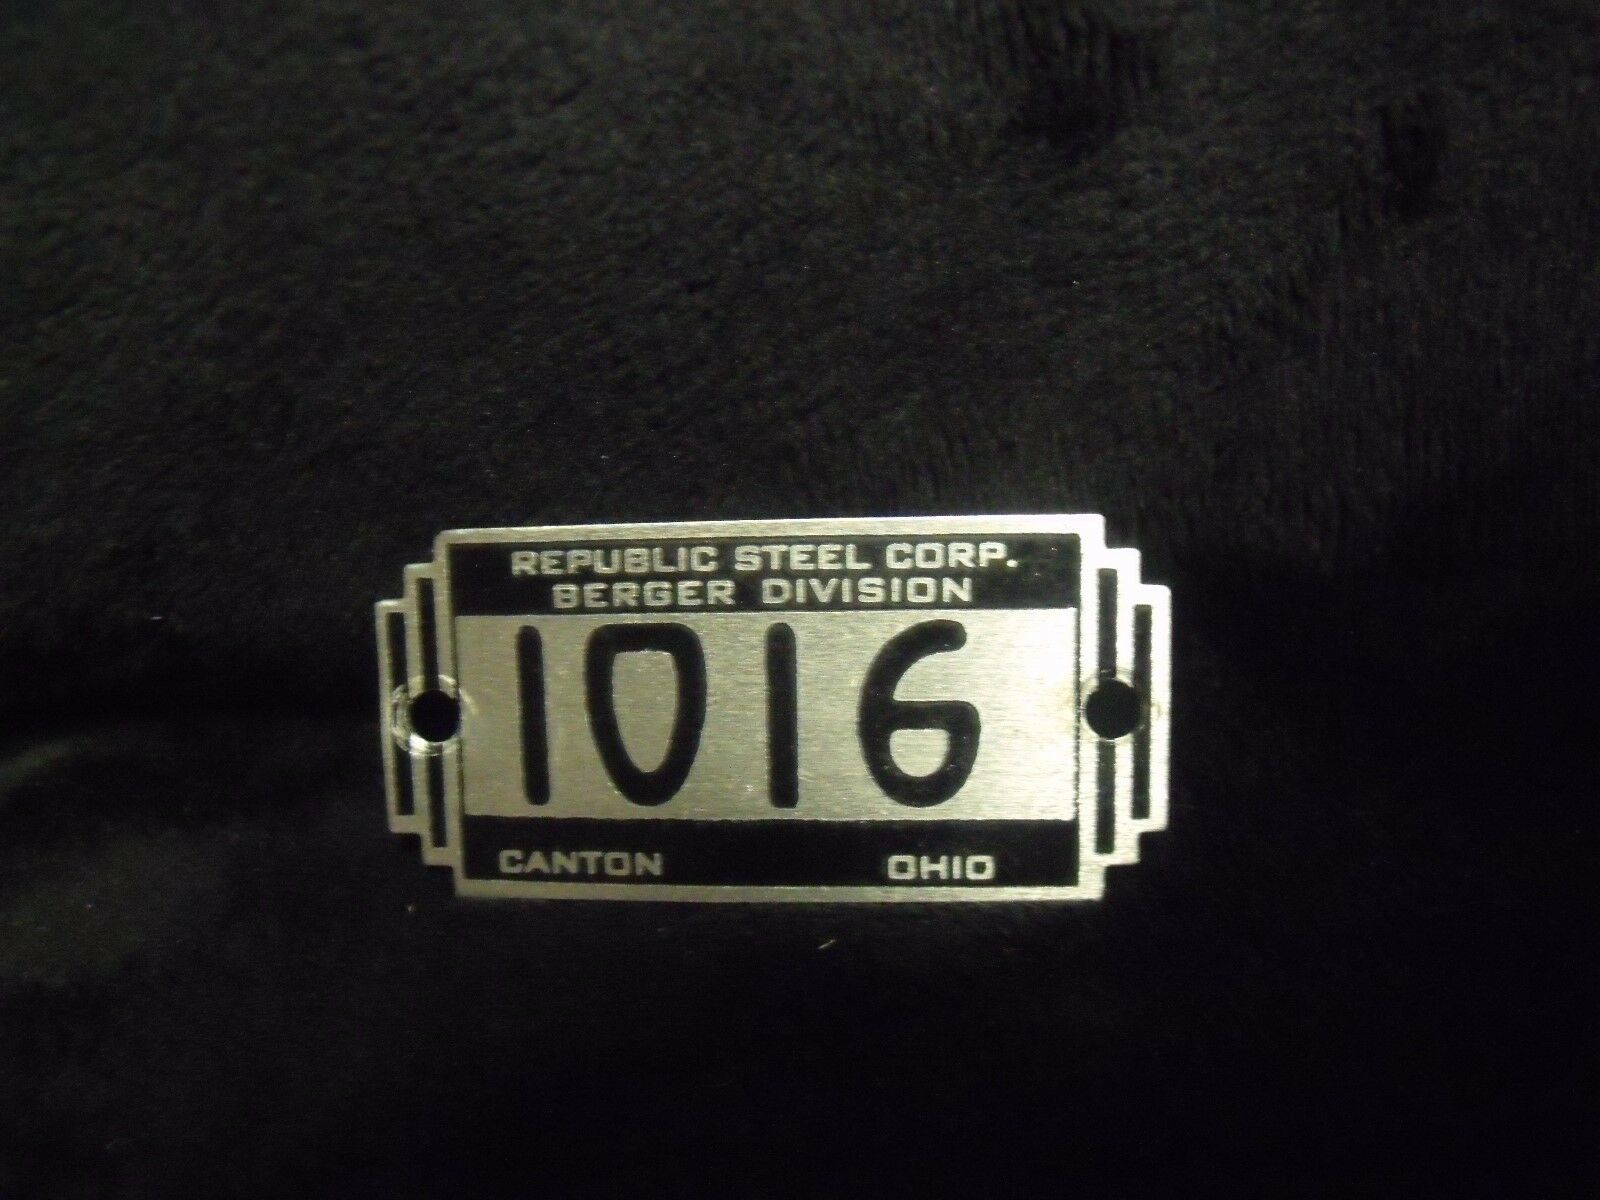 REPUBLIC STEEL CORP.
BERGER DIVISION
1016
CANTON OHIO